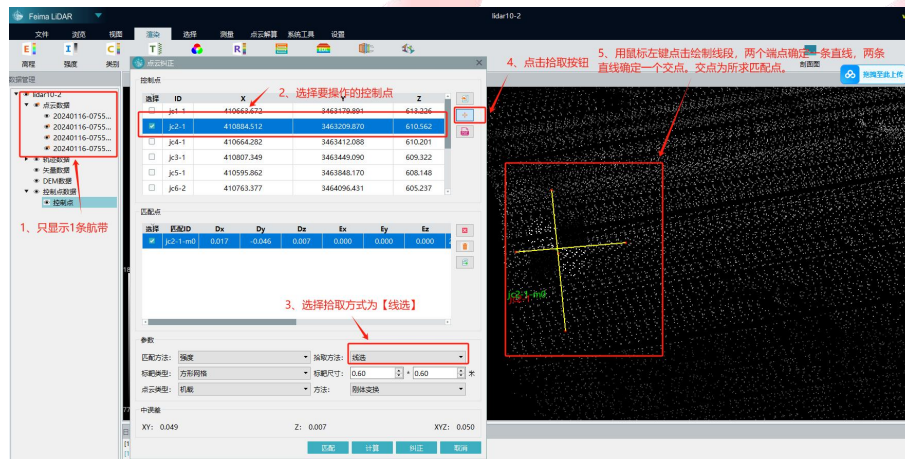 Feima LiDAR
lidar10-2
文件 浏览 视图 渲染 选择 测量 点云解算 系统工具 设置
高程 强度 类别
剖面图
拖拽至此上传
数据管理
lidar10-2
点云数据
20240116-0755...
20240116-0755...
20240116-0755...
20240116-0755...
轨迹数据
矢量数据
DEM数据
控制点数据
控制点
1、只显示1条航带
点云纠正
控制点
2、选择要操作的控制点
选择 ID X Y Z
js1-1 410663.672 3463179.891 613.226
jc2-1 410884.512 3463209.870 610.562
jc4-1 410664.282 3463412.088 610.201
jc3-1 410807.349 3463449.090 609.322
jc5-1 410595.862 3463848.170 608.148
jc6-2 410763.377 3464096.431 605.237
4、点击拾取按钮
5、用鼠标左键点击绘制线段，两个端点确定一条直线，两条
直线确定一个交点。交点为所求匹配点。
匹配点
选择 匹配ID Dx Dy Dz Ex Ey Ez
jc2-1-m0 0.017 -0.046 0.007 0.000 0.000 0.000
jc2-1-m0
3、选择拾取方式为【线选】
参数
匹配方法: 强度 拾取方法: 线选
标靶类型: 方形网格 标靶尺寸: 0.60 * 0.60 米
点云类型: 机载 方法: 刚体变换
中误差
XY: 0.049 Z: 0.007 XYZ: 0.050
匹配 计算 纠正 取消